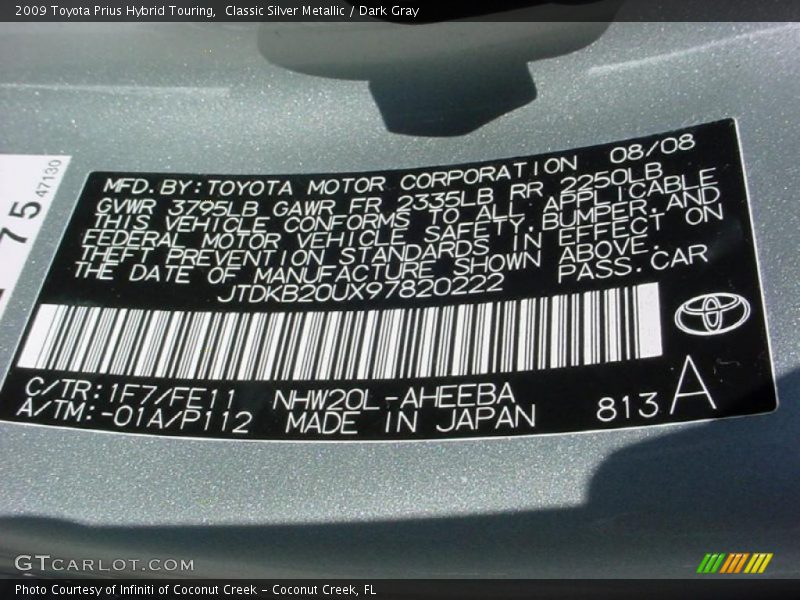 2009 Toyota Prius Hybrid Touring,  Classic Silver Metallic / Dark Gray
75
47130
MFD. BY: TOYOTA MOTOR CORPORATION 08/08
GVWR 3795LB GAWR FR 2335LB RR 2250LB
THIS VEHICLE CONFORMS TO ALL APPLICABLE
FEDERAL MOTOR VEHICLE SAFETY, BUMPER, AND
THEFT PREVENTION STANDARDS IN EFFECT ON
THE DATE OF MANUFACTURE SHOWN ABOVE.
JTDKB20UX97820222 PASS. CAR
C/TR: 1F7/FE11 NHW20L-AHEEBA
A/TM: -01A/P112 MADE IN JAPAN 813 A
GTCARLOT.COM
Photo Courtesy of Infiniti of Coconut Creek – Coconut Creek, FL